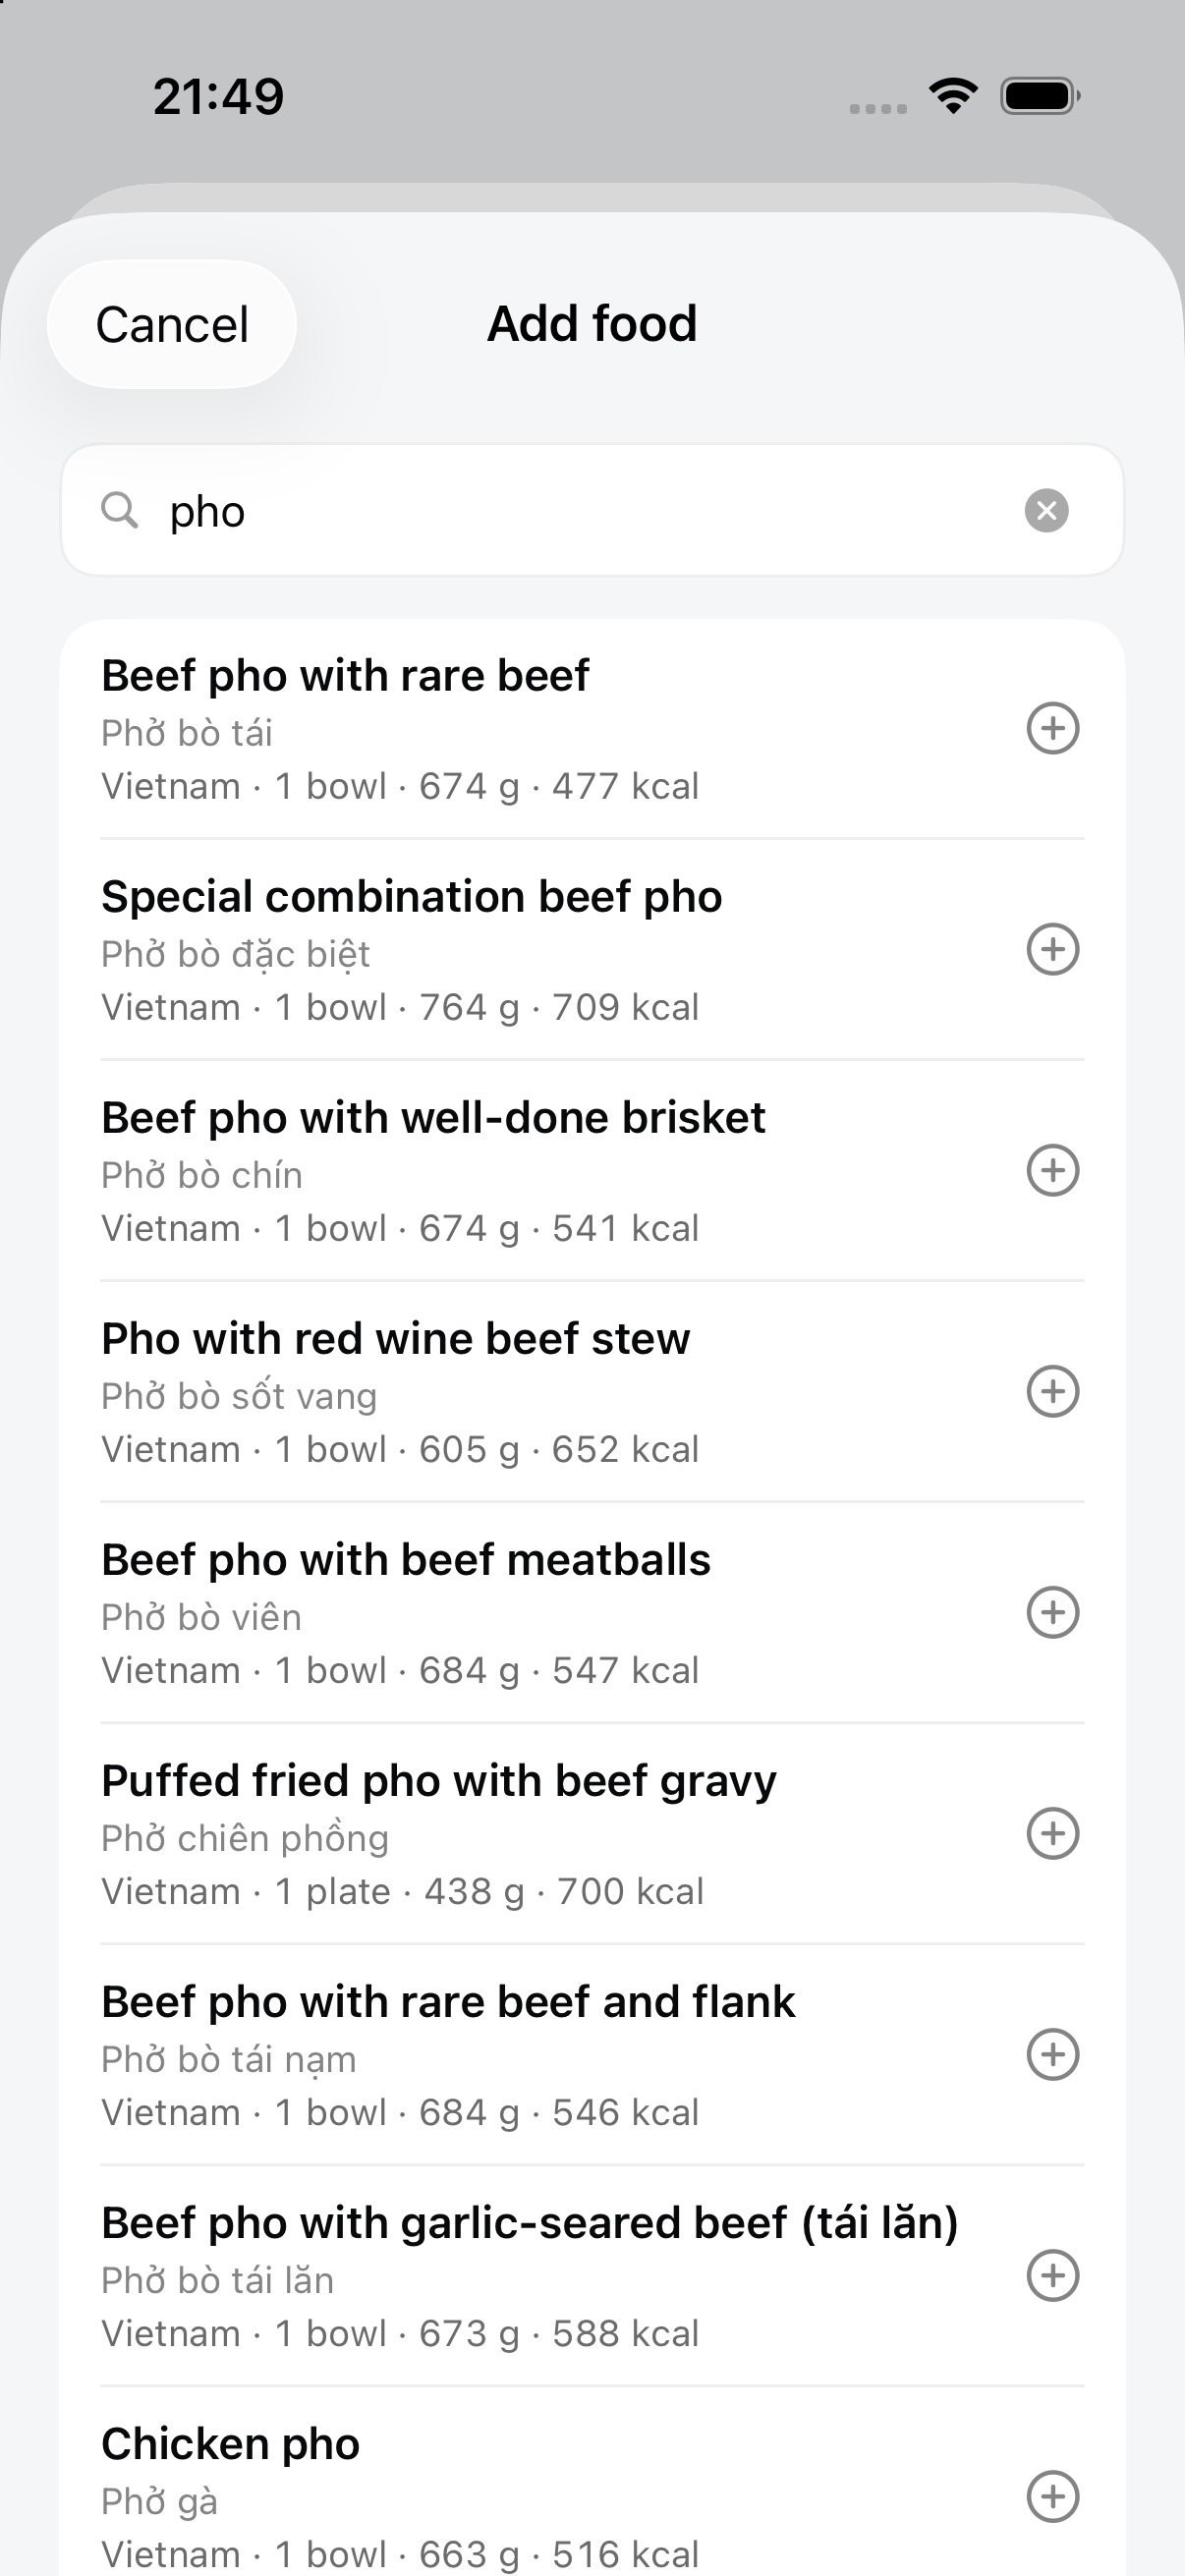 21:49
Cancel
Add food
pho
Beef pho with rare beef
Phở bò tái
Vietnam · 1 bowl · 674 g · 477 kcal
Special combination beef pho
Phở bò đặc biệt
Vietnam · 1 bowl · 764 g · 709 kcal
Beef pho with well-done brisket
Phở bò chín
Vietnam · 1 bowl · 674 g · 541 kcal
Pho with red wine beef stew
Phở bò sốt vang
Vietnam · 1 bowl · 605 g · 652 kcal
Beef pho with beef meatballs
Phở bò viên
Vietnam · 1 bowl · 684 g · 547 kcal
Puffed fried pho with beef gravy
Phở chiên phồng
Vietnam · 1 plate · 438 g · 700 kcal
Beef pho with rare beef and flank
Phở bò tái nạm
Vietnam · 1 bowl · 684 g · 546 kcal
Beef pho with garlic-seared beef (tái lăn)
Phở bò tái lăn
Vietnam · 1 bowl · 673 g · 588 kcal
Chicken pho
Phở gà
Vietnam · 1 bowl · 663 g · 516 kcal